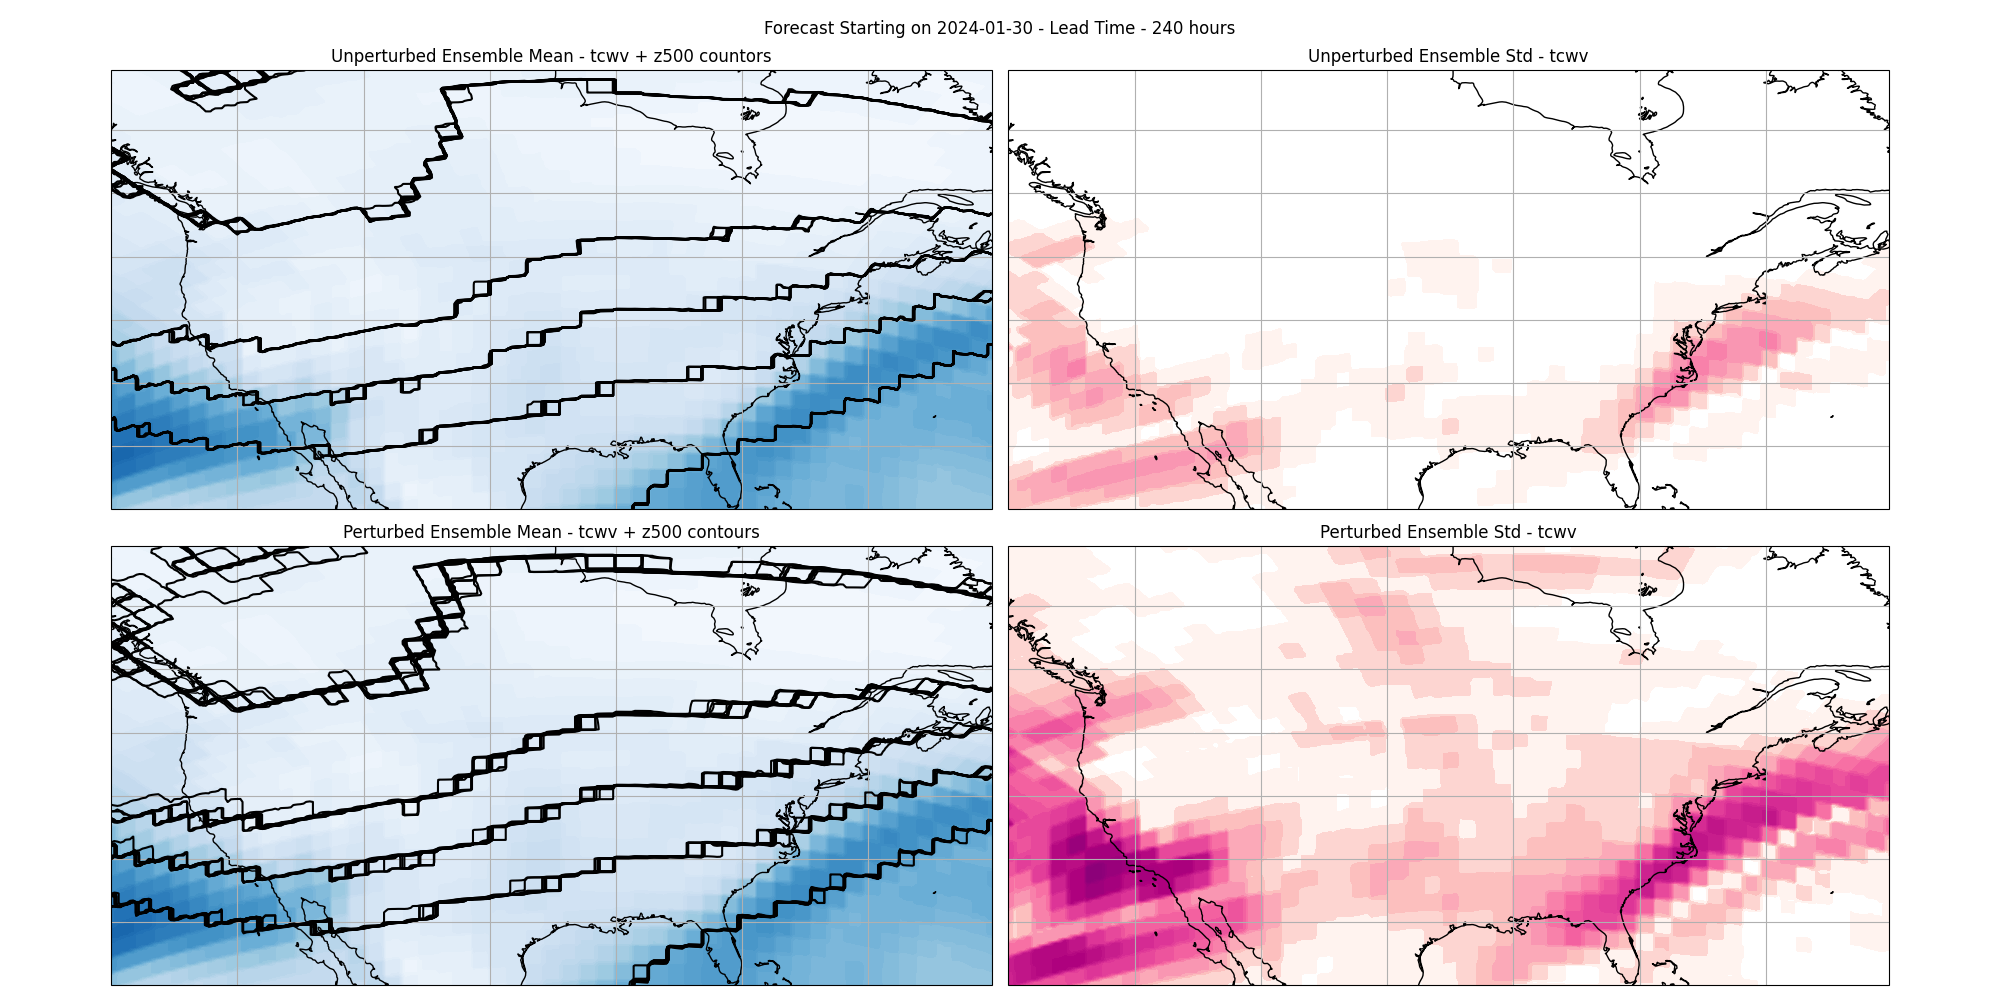 Forecast Starting on 2024-01-30 - Lead Time - 240 hours
Unperturbed Ensemble Mean - tcwv + z500 countors
Unperturbed Ensemble Std - tcwv
Perturbed Ensemble Mean - tcwv + z500 contours
Perturbed Ensemble Std - tcwv